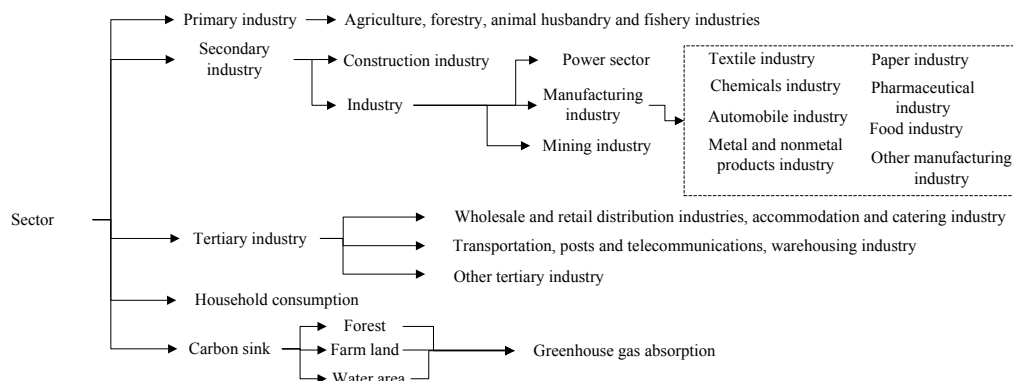 Primary industry
Agriculture, forestry, animal husbandry and fishery industries
Secondary
industry
Construction industry
Industry
Power sector
Manufacturing
industry
Mining industry
Textile industry
Chemicals industry
Automobile industry
Metal and nonmetal
products industry
Paper industry
Pharmaceutical
industry
Food industry
Other manufacturing
industry
Sector
Tertiary industry
Wholesale and retail distribution industries, accommodation and catering industry
Transportation, posts and telecommunications, warehousing industry
Other tertiary industry
Household consumption
Carbon sink
Forest
Farm land
Water area
Greenhouse gas absorption